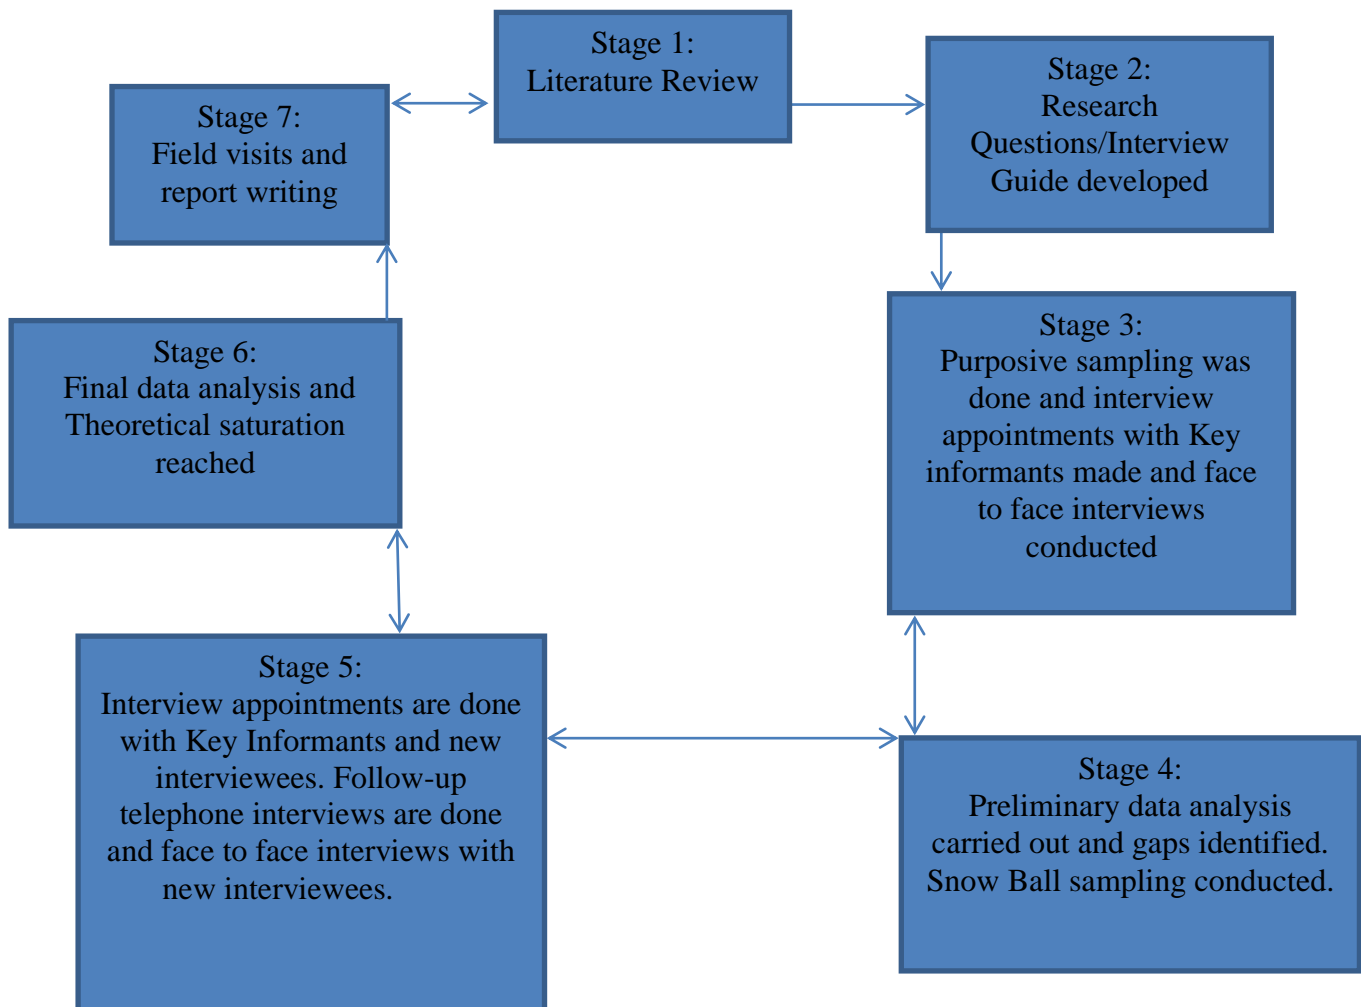 Stage 1:
Literature Review
Stage 2:
Research
Questions/Interview
Guide developed
Stage 3:
Purposive sampling was
done and interview
appointments with Key
informants made and face
to face interviews
conducted
Stage 4:
Preliminary data analysis
carried out and gaps identified.
Snow Ball sampling conducted.
Stage 5:
Interview appointments are done
with Key Informants and new
interviewees. Follow-up
telephone interviews are done
and face to face interviews with
new interviewees.
Stage 6:
Final data analysis and
Theoretical saturation
reached
Stage 7:
Field visits and
report writing